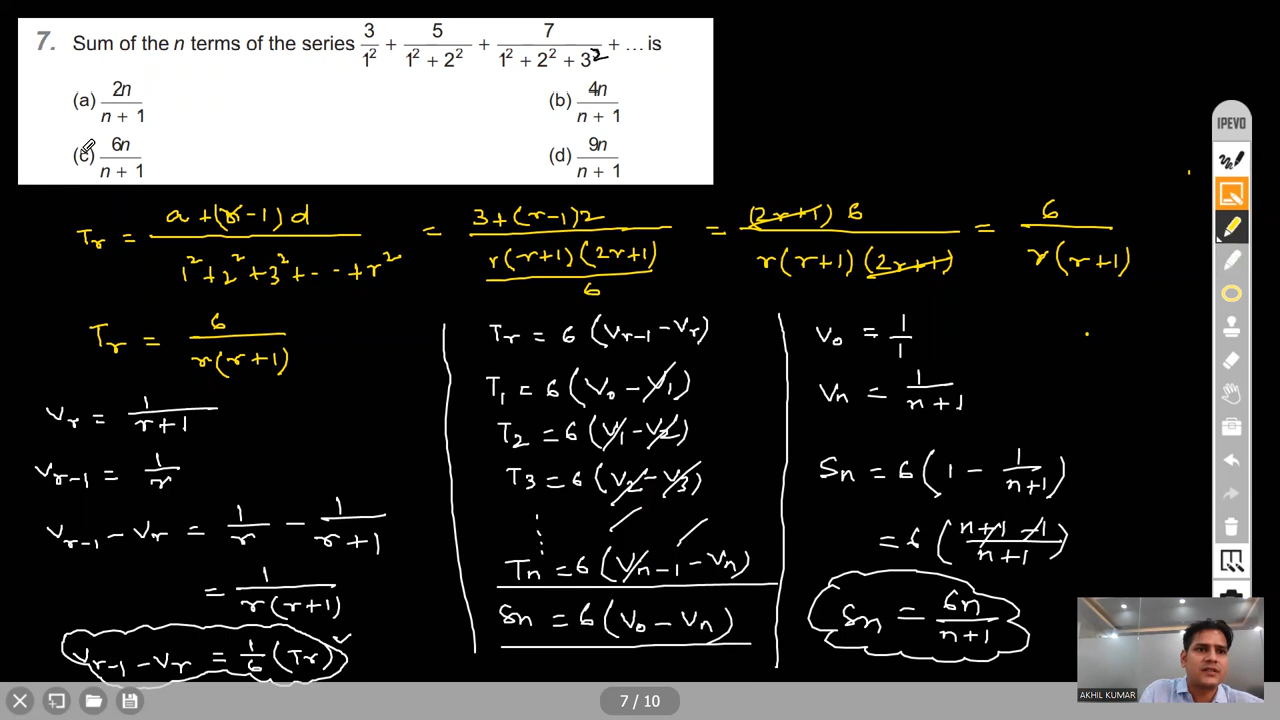 7. Sum of the n terms of the series 3/1² + 5/(1² + 2²) + 7/(1² + 2² + 3²) + ... is
(a) 2n/(n + 1) (b) 4n/(n + 1)
(c) 6n/(n + 1) (d) 9n/(n + 1)
Tr = (a + (r-1)d)/(1² + 2² + 3² + -- + r²) = (3 + (r-1)2)/(r(r+1)(2r+1)/6) = ((2r+1) 6)/(r(r+1)(2r+1)) = 6/(r(r+1))
Tr = 6/(r(r+1))
Vr = 1/(r+1)
Vr-1 = 1/r
Vr-1 - Vr = 1/r - 1/(r+1)
= 1/(r(r+1))
Vr-1 - Vr = 1/6 (Tr)
Tr = 6 (Vr-1 - Vr)
T1 = 6 (V0 - V1)
T2 = 6 (V1 - V2)
T3 = 6 (V2 - V3)
Tn = 6 (Vn-1 - Vn)
Sn = 6 (V0 - Vn)
V0 = 1/1
Vn = 1/(n+1)
Sn = 6 (1 - 1/(n+1))
= 6 ((n+1-1)/(n+1))
Sn = 6n/(n+1)
IPEVO
AKHIL KUMAR
7 / 10